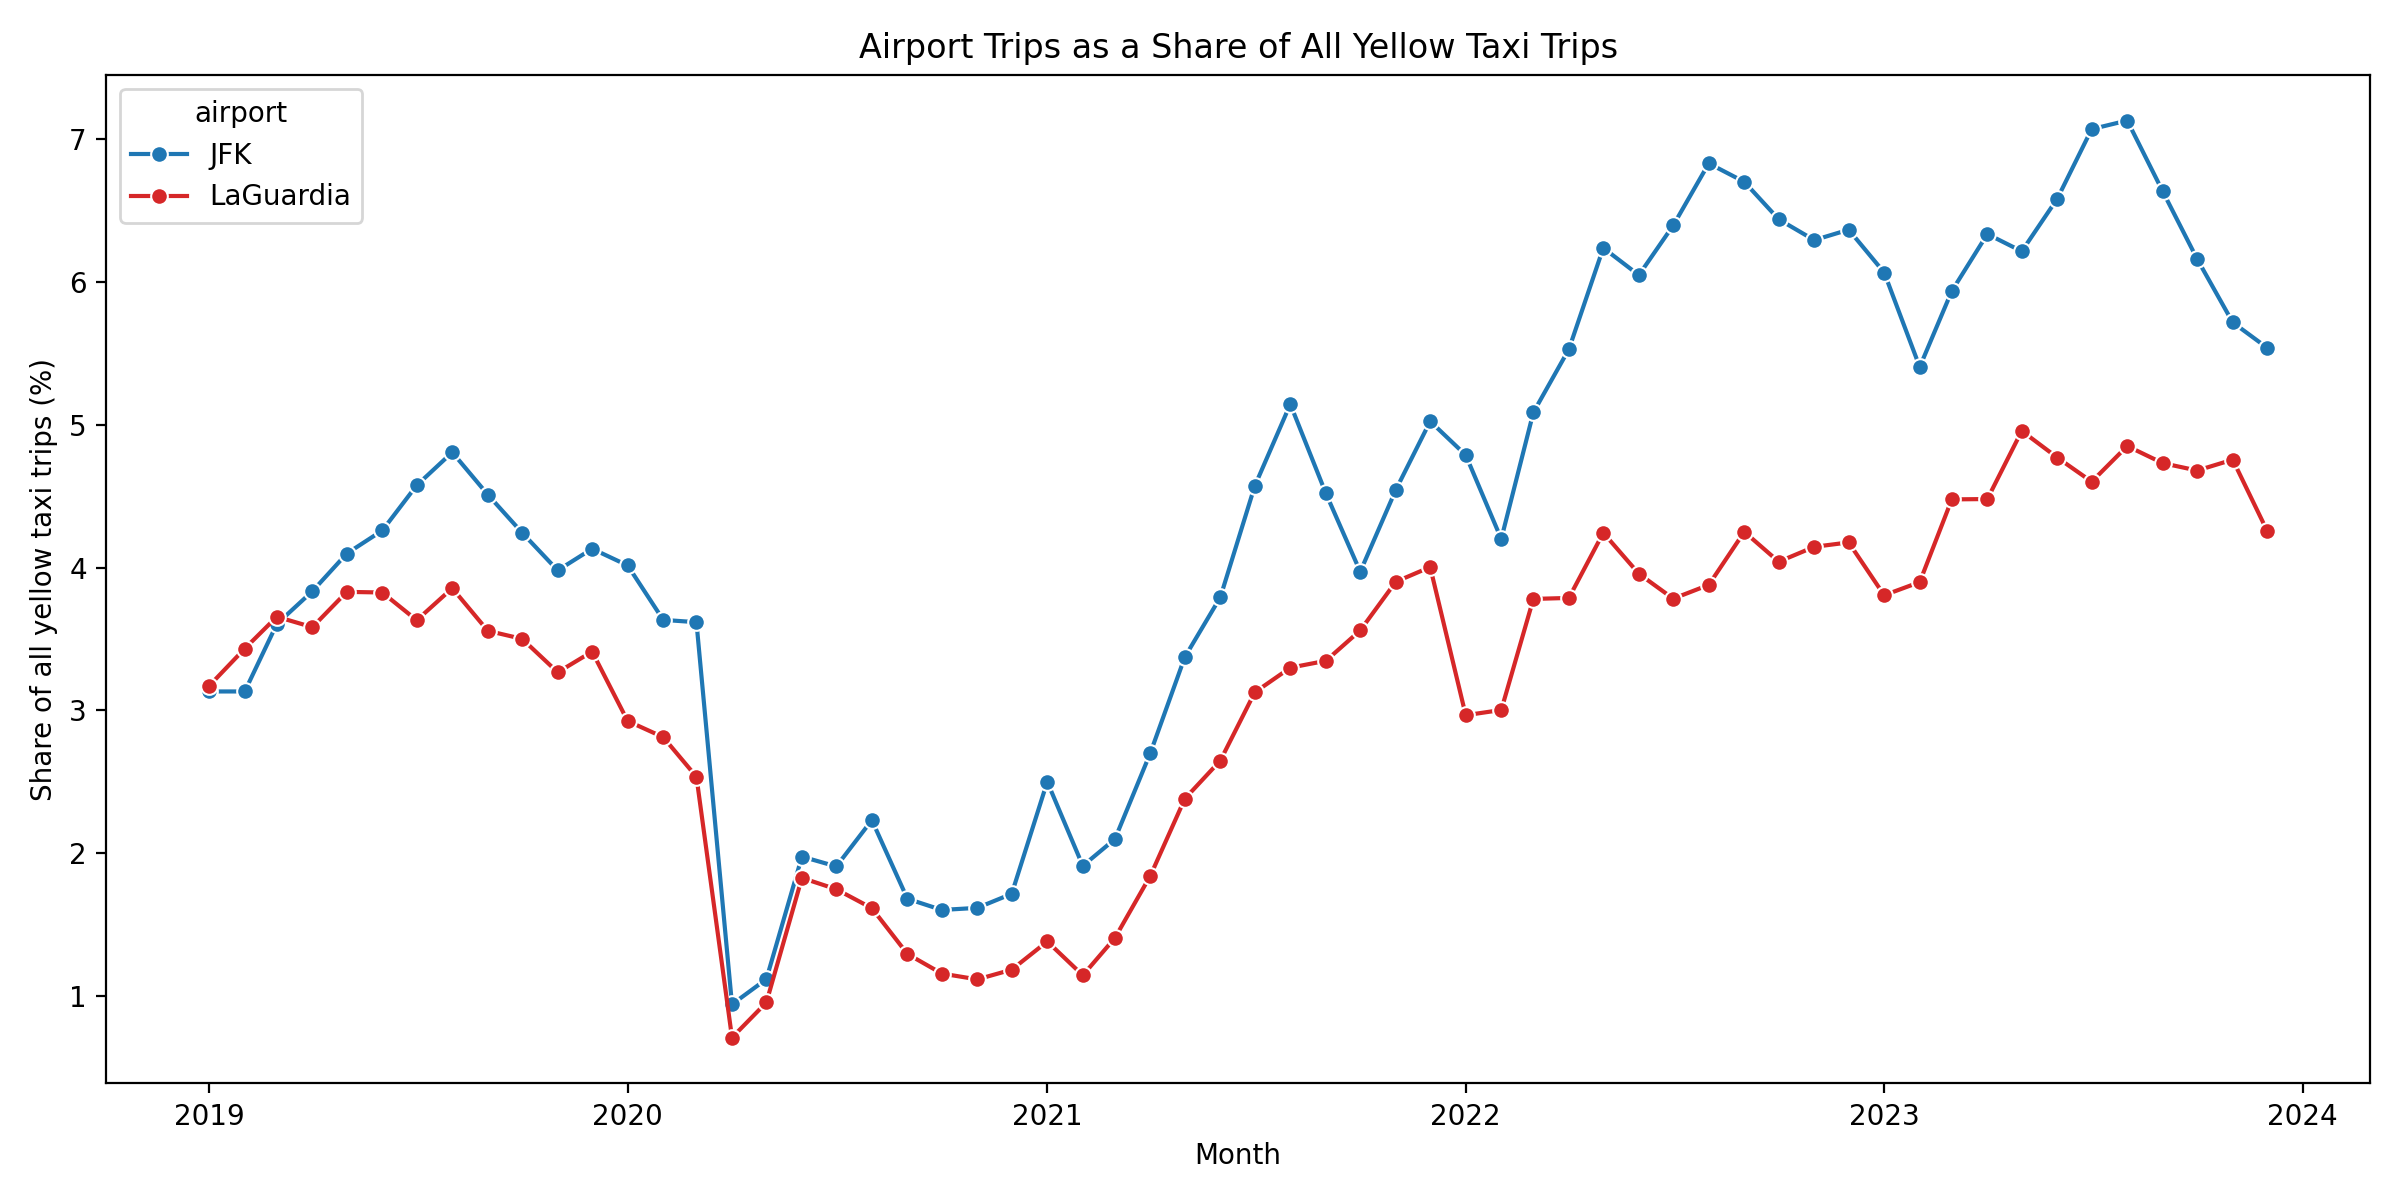 Airport Trips as a Share of All Yellow Taxi Trips
airport
JFK
LaGuardia
Share of all yellow taxi trips (%)
7
6
5
4
3
2
1
2019 2020 2021 2022 2023 2024
Month